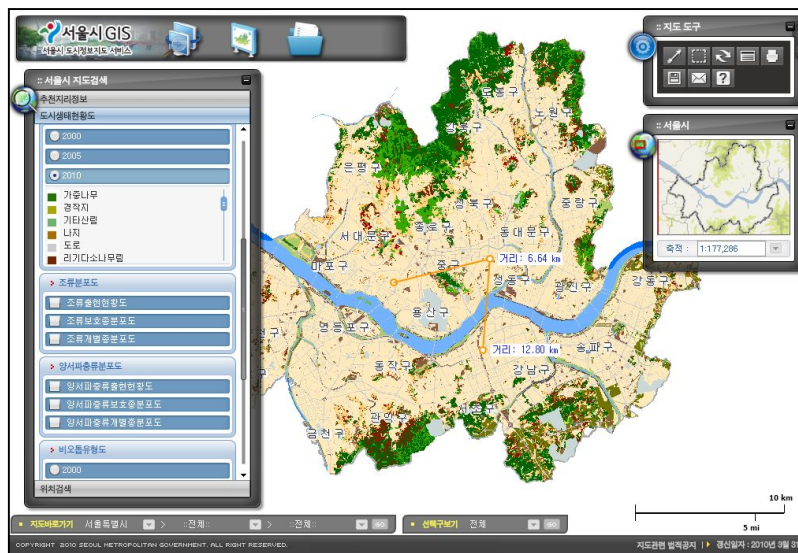 서울시 GIS
서울시 도시정보지도 서비스
:: 서울시 지도검색
추천지리정보
도시생태현황도
2000
2005
2010
가중나무
경작지
기타산림
나지
도로
리기다소나무림
> 조류분포도
조류출현현황도
조류보호종분포도
조류개별종분포도
> 양서파충류분포도
양서파충류출현현황도
양서파충류보호종분포도
양서파충류개별종분포도
> 비오톱유형도
2000
위치검색
도봉구
노원구
강북구
은평구
성북구
중랑구
종로구
서대문구
동대문구
마포구
중구
거리: 6.64 km
성동구
광진구
강동구
용산구
영등포구
거리: 12.80 km
송파구
동작구
강남구
서초구
관악구
금천구
:: 지도 도구
:: 서울시
축척 : 1:177,286
10 km
5 mi
지도바로가기 서울특별시 > ::전체:: > ::전체:: GO
선택구보기 전체 GO
COPYRIGHT 2010 SEOUL METROPOLITAN GOVERNMENT. ALL RIGHT RESERVED.
지도관련 법적공지 | 갱신일자 : 2010년 3월 31